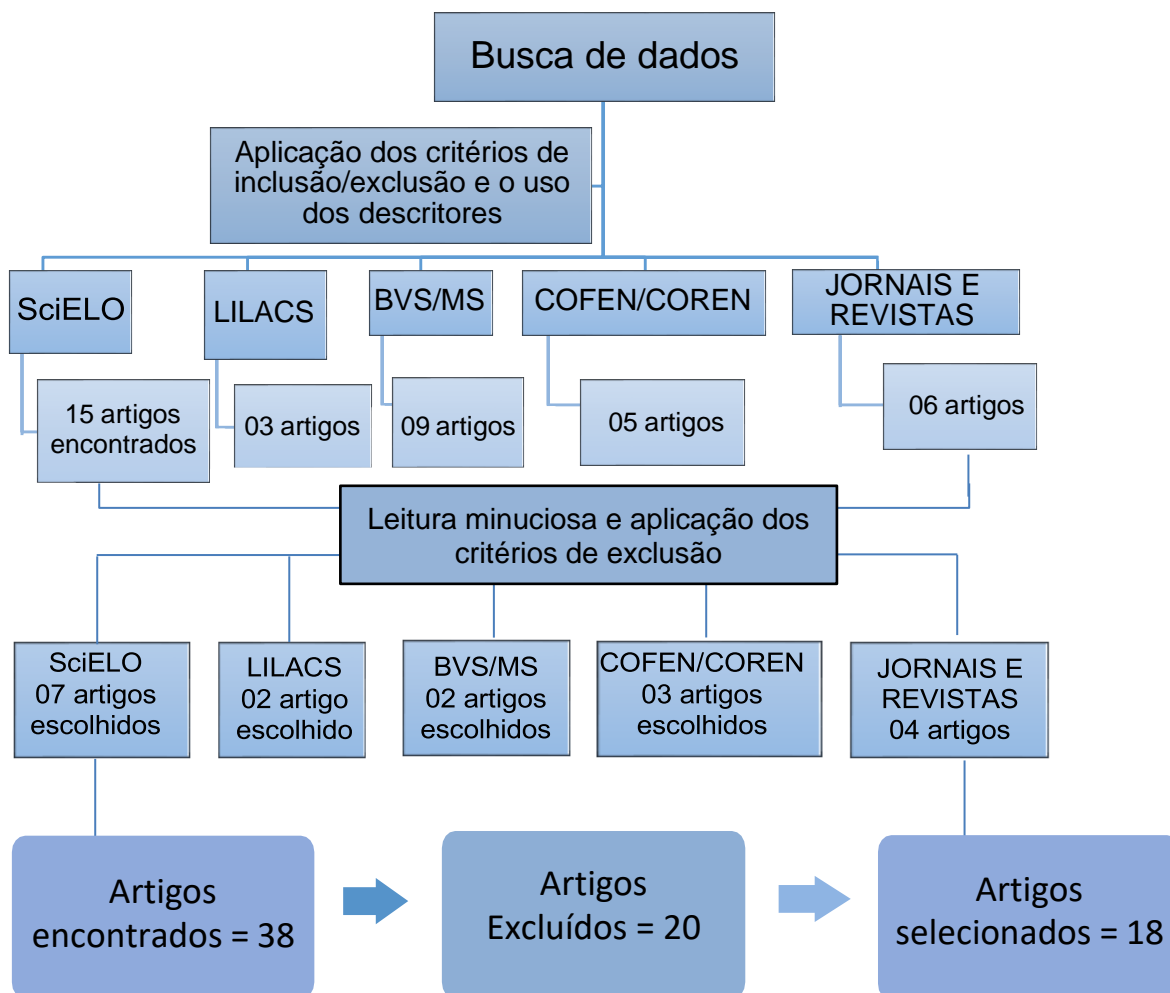 Busca de dados
Aplicação dos critérios de
inclusão/exclusão e o uso
dos descritores
SciELO
LILACS
BVS/MS
COFEN/COREN
JORNAIS E
REVISTAS
15 artigos
encontrados
03 artigos
09 artigos
05 artigos
06 artigos
Leitura minuciosa e aplicação dos
critérios de exclusão
SciELO
07 artigos
escolhidos
LILACS
02 artigo
escolhido
BVS/MS
02 artigos
escolhidos
COFEN/COREN
03 artigos
escolhidos
JORNAIS E
REVISTAS
04 artigos
Artigos
encontrados = 38
Artigos
Excluídos = 20
Artigos
selecionados = 18